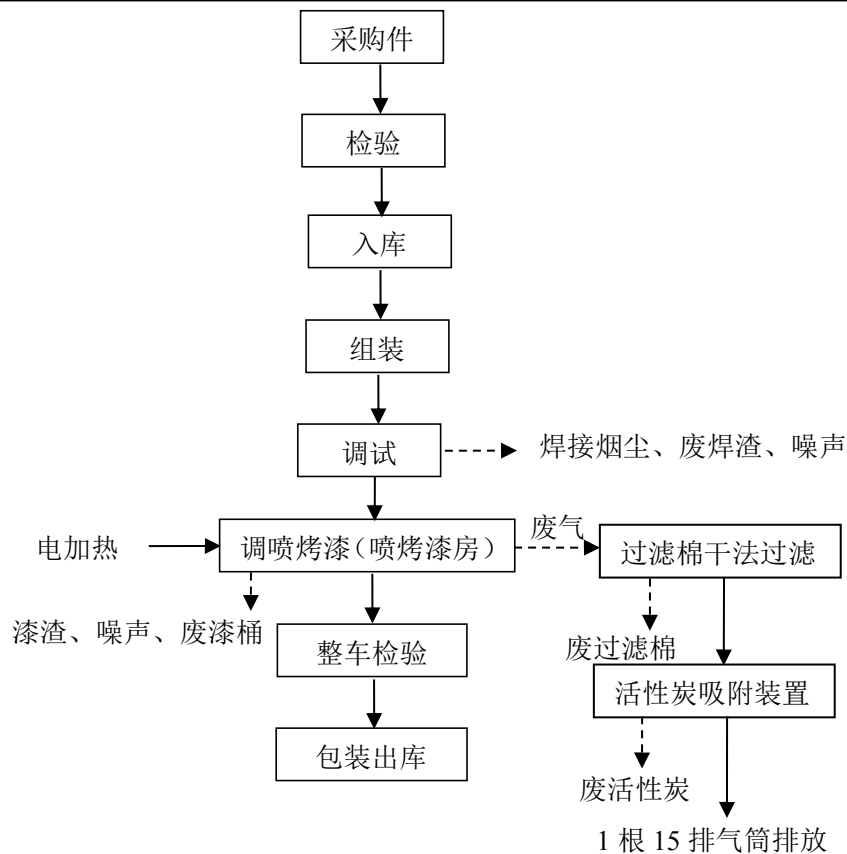 采购件
检验
入库
组装
调试
焊接烟尘、废焊渣、噪声
电加热
调喷烤漆（喷烤漆房）
废气
过滤棉干法过滤
漆渣、噪声、废漆桶
废过滤棉
整车检验
活性炭吸附装置
包装出库
废活性炭
1 根 15 排气筒排放